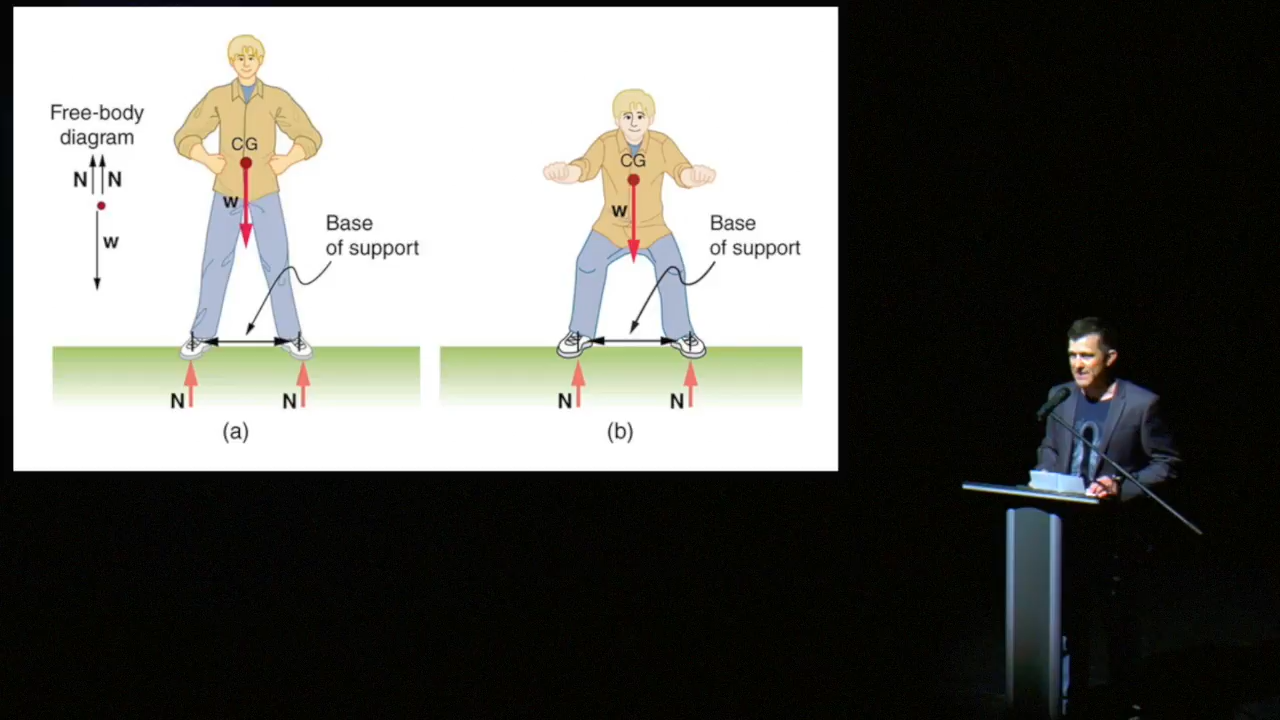 Free-body
diagram
N N
w
CG
w
Base
of support
N N
(a)
CG
w
Base
of support
N N
(b)